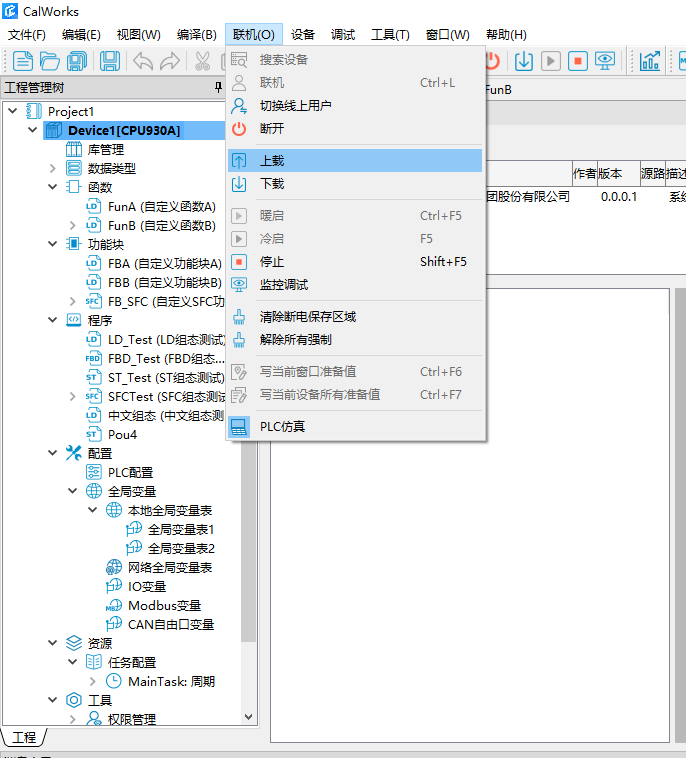 CalWorks
文件(F) 编辑(E) 视图(W) 编译(B) 联机(O) 设备 调试 工具(T) 窗口(W) 帮助(H)
工程管理树
Project1
Device1[CPU930A]
库管理
数据类型
函数
FunA (自定义函数A)
FunB (自定义函数B)
功能块
FBA (自定义功能块A)
FBB (自定义功能块B)
FB_SFC (自定义SFC功
程序
LD_Test (LD组态测试)
FBD_Test (FBD组态...
ST_Test (ST组态测试)
SFCTest (SFC组态测试
中文组态 (中文组态测
Pou4
配置
PLC配置
全局变量
本地全局变量表
全局变量表1
全局变量表2
网络全局变量表
IO变量
Modbus变量
CAN自由口变量
资源
任务配置
MainTask: 周期
工具
权限管理
工程
搜索设备
联机 Ctrl+L
切换线上用户
断开
上载
下载
暖启 Ctrl+F5
冷启 F5
停止 Shift+F5
监控调试
清除断电保存区域
解除所有强制
写当前窗口准备值 Ctrl+F6
写当前设备所有准备值 Ctrl+F7
PLC仿真
FunB
作者 版本 源路 描述
团股份有限公司 0.0.0.1 系统